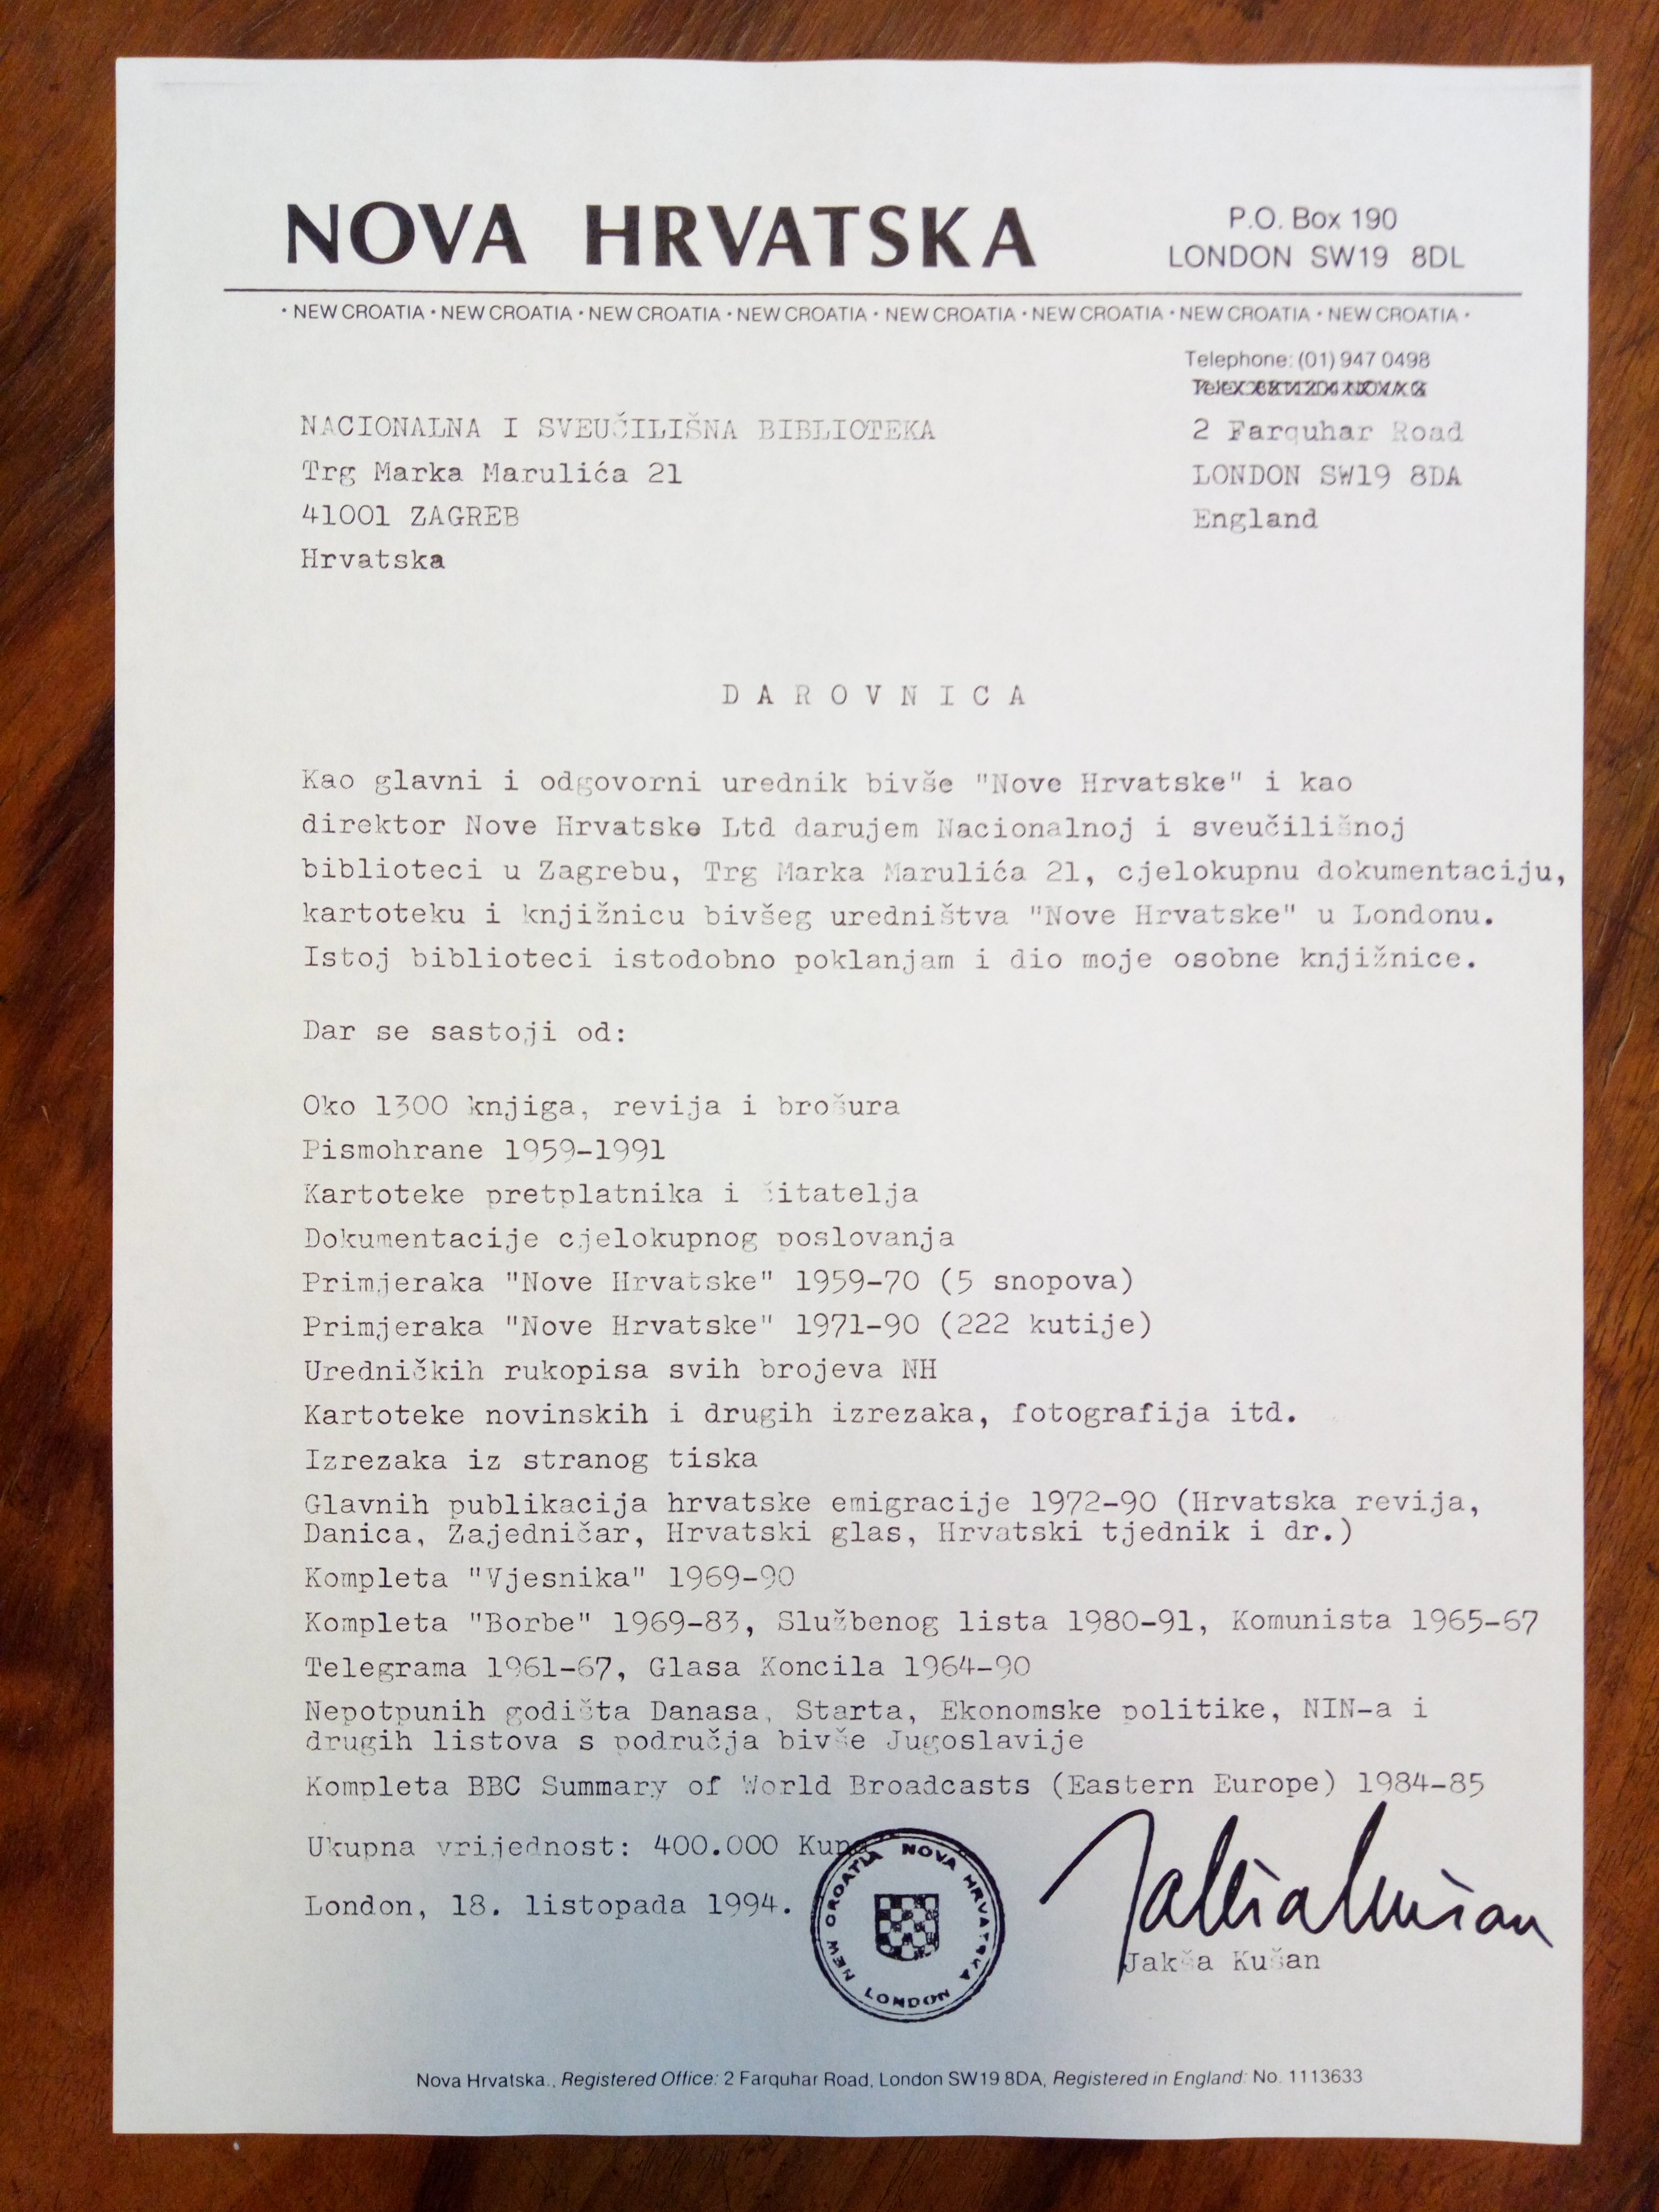 NOVA HRVATSKA
P.O. Box 190
LONDON SW19 8DL
• NEW CROATIA • NEW CROATIA • NEW CROATIA • NEW CROATIA • NEW CROATIA • NEW CROATIA • NEW CROATIA • NEW CROATIA •
Telephone: (01) 947 0498
NACIONALNA I SVEUČILIŠNA BIBLIOTEKA
Trg Marka Marulića 21
41001 ZAGREB
Hrvatska
2 Farquhar Road
LONDON SW19 8DA
England
D A R O V N I C A
Kao glavni i odgovorni urednik bivše "Nove Hrvatske" i kao
direktor Nove Hrvatske Ltd darujem Nacionalnoj i sveučilišnoj
biblioteci u Zagrebu, Trg Marka Marulića 21, cjelokupnu dokumentaciju,
kartoteku i knjižnicu bivšeg uredništva "Nove Hrvatske" u Londonu.
Istoj biblioteci istodobno poklanjam i dio moje osobne knjižnice.
Dar se sastoji od:
Oko 1300 knjiga, revija i brošura
Pismohrane 1959-1991
Kartoteke pretplatnika i čitatelja
Dokumentacije cjelokupnog poslovanja
Primjeraka "Nove Hrvatske" 1959-70 (5 snopova)
Primjeraka "Nove Hrvatske" 1971-90 (222 kutije)
Uredničkih rukopisa svih brojeva NH
Kartoteke novinskih i drugih izrezaka, fotografija itd.
Izrezaka iz stranog tiska
Glavnih publikacija hrvatske emigracije 1972-90 (Hrvatska revija,
Danica, Zajedničar, Hrvatski glas, Hrvatski tjednik i dr.)
Kompleta "Vjesnika" 1969-90
Kompleta "Borbe" 1969-83, Službenog lista 1980-91, Komunista 1965-67
Telegrama 1961-67, Glasa Koncila 1964-90
Nepotpunih godišta Danasa, Starta, Ekonomske politike, NIN-a i
drugih listova s područja bivše Jugoslavije
Kompleta BBC Summary of World Broadcasts (Eastern Europe) 1984-85
Ukupna vrijednost: 400.000 Kuna
London, 18. listopada 1994.
NEW CROATIA NOVA HRVATSKA LONDON
Jakša Kušan
Jakša Kušan
Nova Hrvatska., Registered Office: 2 Farquhar Road, London SW19 8DA, Registered in England: No. 1113633